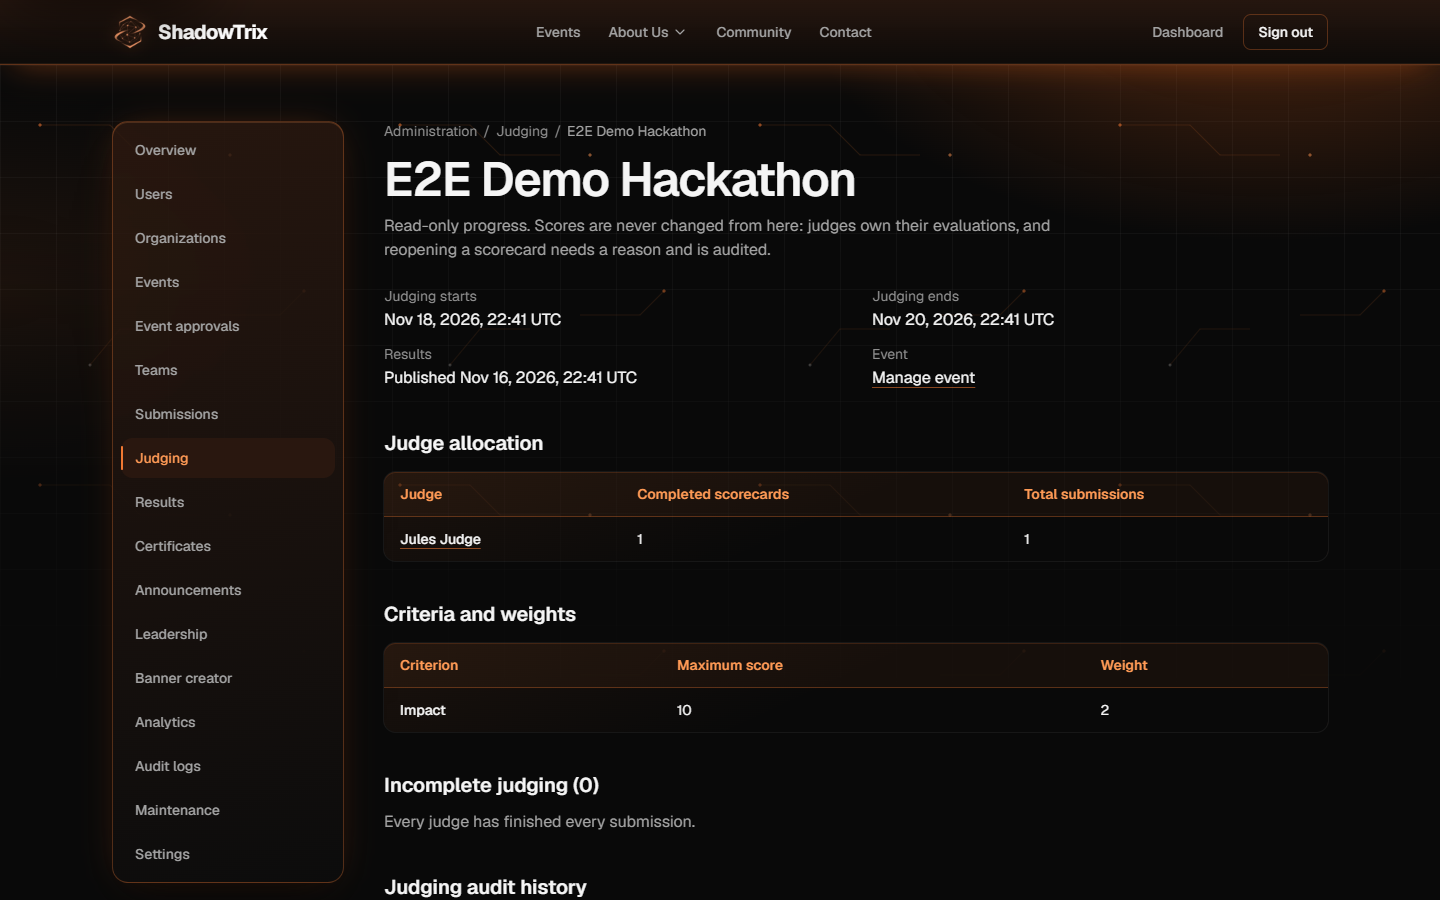 ShadowTrix
Events
About Us
Community
Contact
Dashboard
Sign out
Overview
Users
Organizations
Events
Event approvals
Teams
Submissions
Judging
Results
Certificates
Announcements
Leadership
Banner creator
Analytics
Audit logs
Maintenance
Settings
Administration / Judging / E2E Demo Hackathon
E2E Demo Hackathon
Read-only progress. Scores are never changed from here: judges own their evaluations, and
reopening a scorecard needs a reason and is audited.
Judging starts
Nov 18, 2026, 22:41 UTC
Judging ends
Nov 20, 2026, 22:41 UTC
Results
Published Nov 16, 2026, 22:41 UTC
Event
Manage event
Judge allocation
Judge Completed scorecards Total submissions
Jules Judge 1 1
Criteria and weights
Criterion Maximum score Weight
Impact 10 2
Incomplete judging (0)
Every judge has finished every submission.
Judging audit history